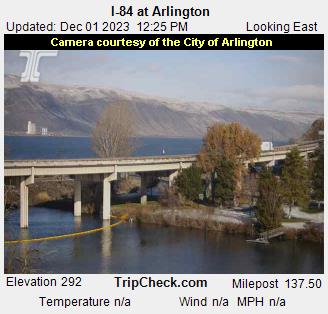 I-84 at Arlington
Updated: Dec 01 2023 12:25 PM Looking East
Camera courtesy of the City of Arlington
Elevation 292 TripCheck.com Milepost 137.50
Temperature n/a Wind n/a MPH n/a